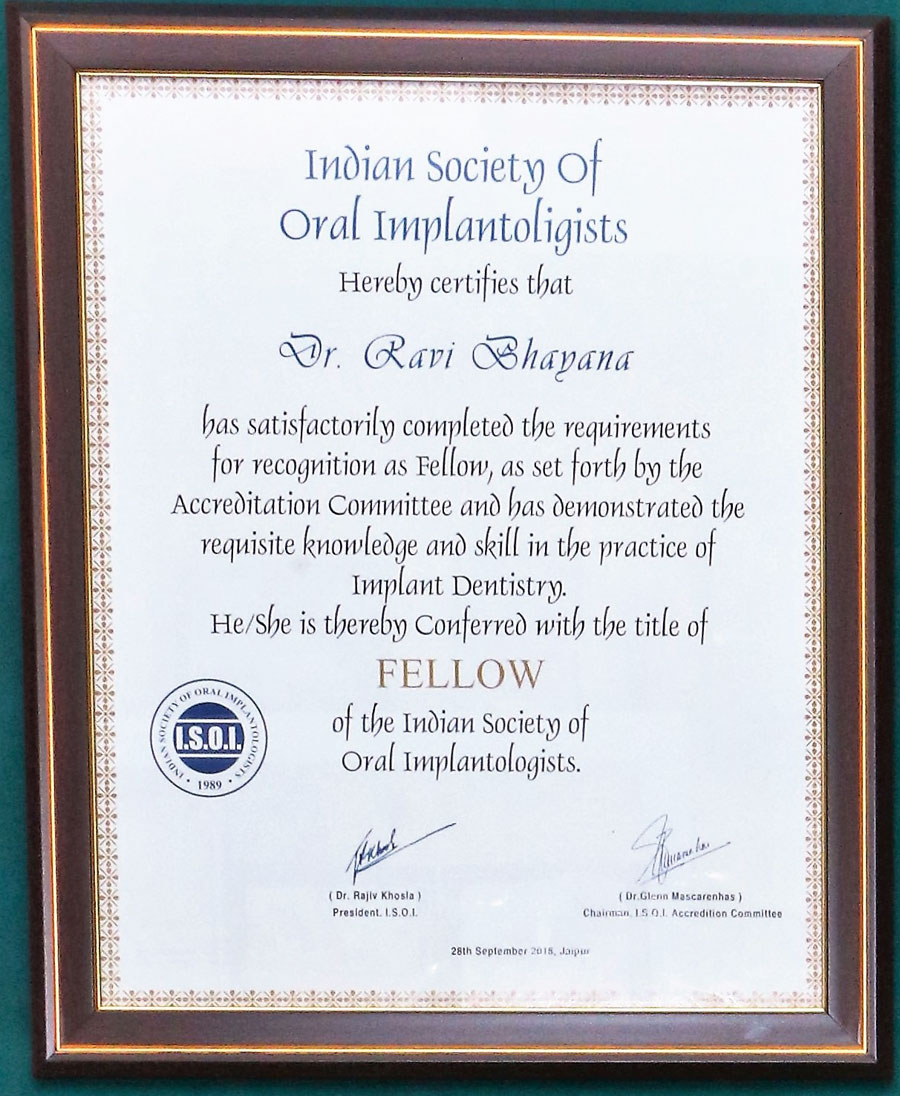 Indian Society Of
Oral Implantoligists
Hereby certifies that
Dr. Ravi Bhayana
has satisfactorily completed the requirements
for recognition as Fellow, as set forth by the
Accreditation Committee and has demonstrated the
requisite knowledge and skill in the practice of
Implant Dentistry.
He/She is thereby Conferred with the title of
FELLOW
of the Indian Society of
Oral Implantologists.
INDIAN SOCIETY OF ORAL IMPLANTOLOGISTS
I.S.O.I.
• 1989 •
( Dr. Rajiv Khosla )
President. I.S.O.I.
( Dr.Glenn Mascarenhas )
Chairman, I.S.O.I. Accredition Committee
28th September, Jaipur